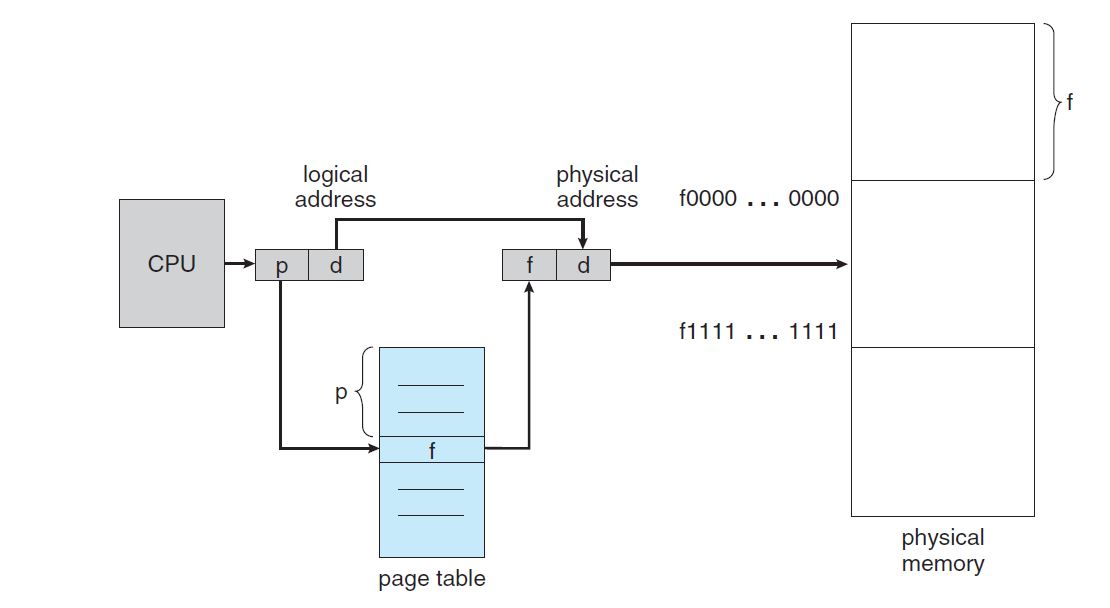 f
logical
address
physical
address
f0000 ... 0000
CPU
p
d
f
d
f1111 ... 1111
p
f
page table
physical
memory